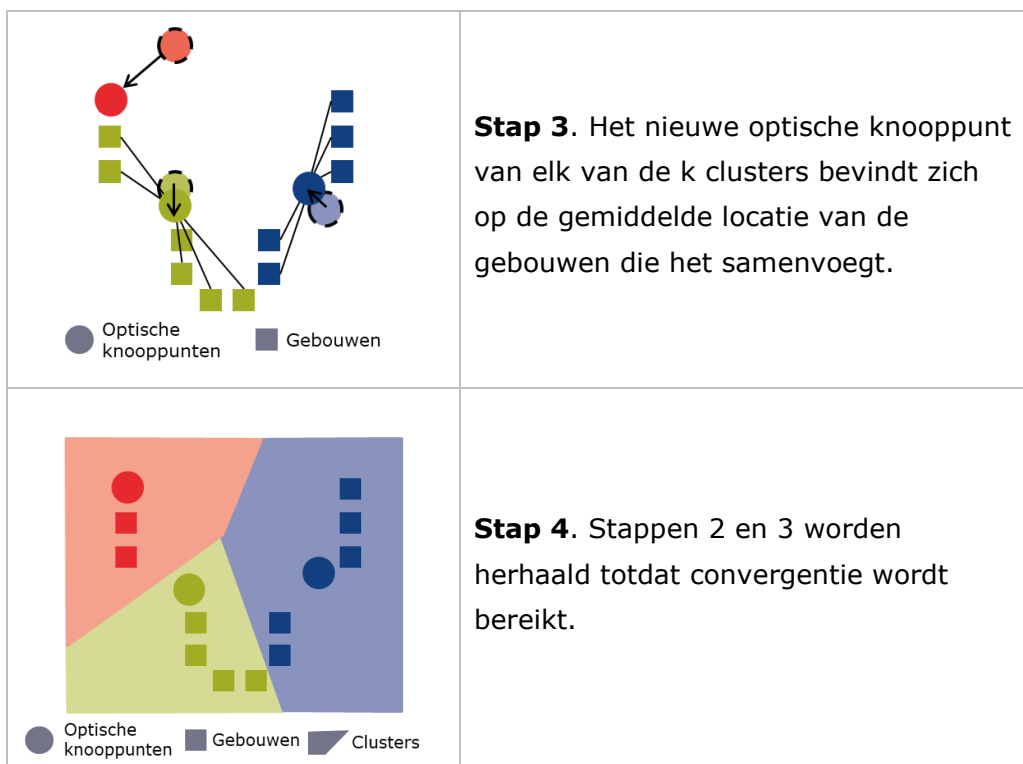 Stap 3. Het nieuwe optische knooppunt
van elk van de k clusters bevindt zich
op de gemiddelde locatie van de
gebouwen die het samenvoegt.
Optische
knooppunten
Gebouwen
Stap 4. Stappen 2 en 3 worden
herhaald totdat convergentie wordt
bereikt.
Optische
knooppunten
Gebouwen
Clusters